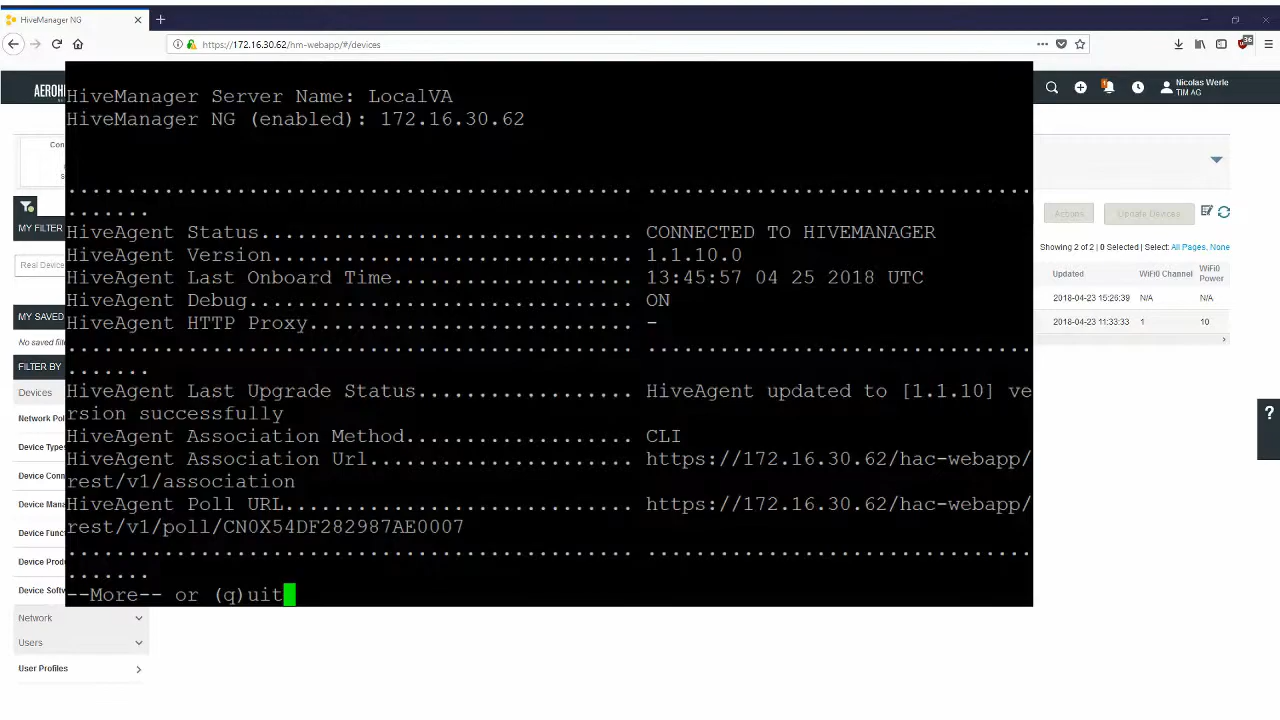 HiveManager NG
https://172.16.30.62/hm-webapp/#/devices
36
AEROH
Nicolas Werle
TIM AG
HiveManager Server Name: LocalVA
HiveManager NG (enabled): 172.16.30.62
Con
s
............................................... ................................
.......
HiveAgent Status............................... CONNECTED TO HIVEMANAGER
HiveAgent Version.............................. 1.1.10.0
HiveAgent Last Onboard Time.................... 13:45:57 04 25 2018 UTC
HiveAgent Debug................................ ON
HiveAgent HTTP Proxy........................... -
............................................... ................................
.......
HiveAgent Last Upgrade Status.................. HiveAgent updated to [1.1.10] ve
rsion successfully
HiveAgent Association Method................... CLI
HiveAgent Association Url...................... https://172.16.30.62/hac-webapp/
rest/v1/association
HiveAgent Poll URL............................. https://172.16.30.62/hac-webapp/
rest/v1/poll/CN0X54DF282987AE0007
............................................... ................................
.......
--More-- or (q)uit
MY FILTER
Real Device
MY SAVED
No saved filt
FILTER BY
Devices
Network Pol
Device Types
Device Conn
Device Mana
Device Func
Device Prod
Device Softw
Network
Users
User Profiles
Actions
Update Devices
Showing 2 of 2 | 0 Selected | Select: All Pages, None
Updated WiFi0 Channel WiFi0 Power
2018-04-23 15:26:39 N/A N/A
2018-04-23 11:33:33 1 10
?